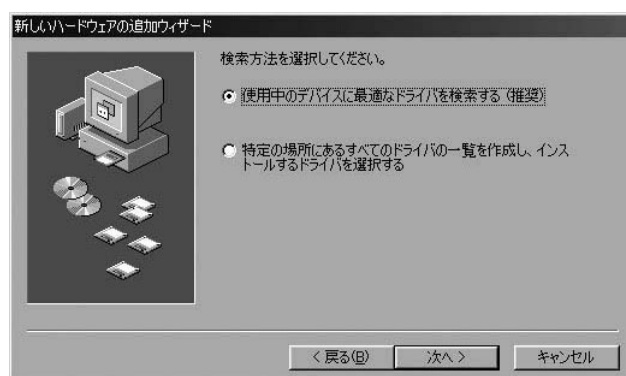 新しいハードウェアの追加ウィザード
検索方法を選択してください。
使用中のデバイスに最適なドライバを検索する（推奨）
特定の場所にあるすべてのドライバの一覧を作成し、インス
トールするドライバを選択する
< 戻る(B)
次へ >
キャンセル